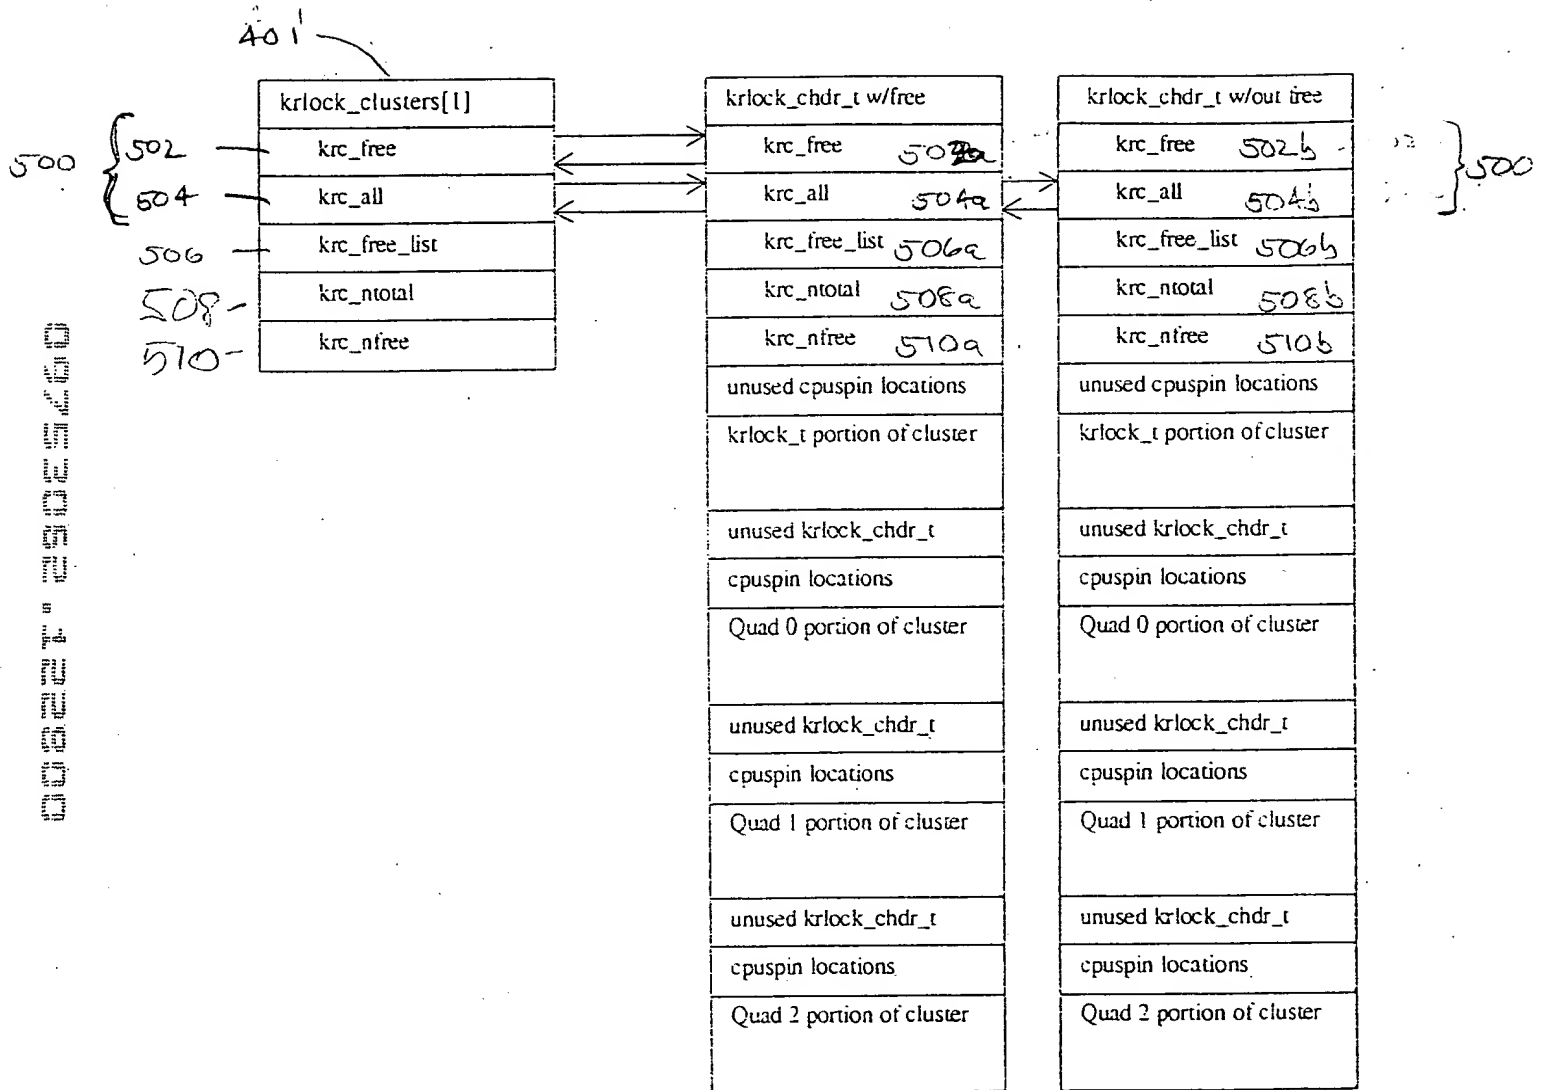 401
krlock_clusters[1]
krlock_chdr_t w/free
krlock_chdr_t w/out free
500
502
krc_free
krc_free
502a
krc_free
502b
500
504
krc_all
krc_all
504a
krc_all
504b
506
krc_free_list
krc_free_list
506a
krc_free_list
506b
508
krc_ntotal
krc_ntotal
508a
krc_ntotal
508b
510
krc_nfree
krc_nfree
510a
krc_nfree
510b
unused cpuspin locations
unused cpuspin locations
krlock_t portion of cluster
krlock_t portion of cluster
unused krlock_chdr_t
unused krlock_chdr_t
cpuspin locations
cpuspin locations
Quad 0 portion of cluster
Quad 0 portion of cluster
unused krlock_chdr_t
unused krlock_chdr_t
cpuspin locations
cpuspin locations
Quad 1 portion of cluster
Quad 1 portion of cluster
unused krlock_chdr_t
unused krlock_chdr_t
cpuspin locations
cpuspin locations
Quad 2 portion of cluster
Quad 2 portion of cluster
09753062.122800